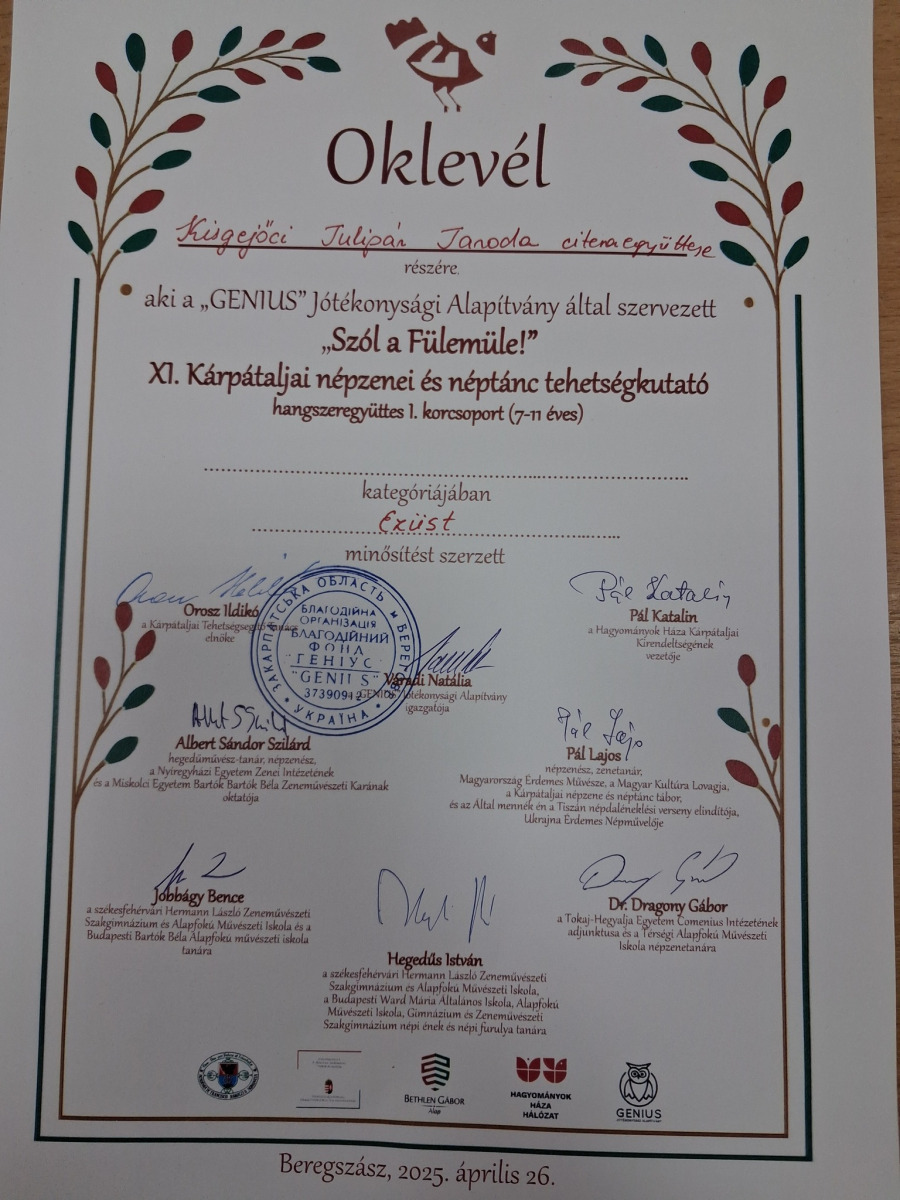 Oklevél
Kisgejőci Julipán Tanoda citeraegyüttese
részére,
aki a „GENIUS” Jótékonysági Alapítvány által szervezett
„Szól a Fülemüle!”
XI. Kárpátaljai népzenei és néptánc tehetségkutató
hangszeregyüttes I. korcsoport (7-11 éves)
kategóriájában
Ezüst
minősítést szerzett
Orosz Ildikó
a Kárpátaljai Tehetségsegítő Tanács
elnöke
ЗАКАРПАТСЬКА ОБЛАСТЬ м БЕРЕГ
УКРАЇНА
БЛАГОДІЙНА
ОРГАНІЗАЦІЯ
БЛАГОДІЙНИЙ
ФОНД
"ГЕНІУС"
"GENIUS"
37390912
Pál Katalin
Pál Katalin
a Hagyományok Háza Kárpátaljai
Kirendeltségének
vezetője
Váradi Natália
a „GENIUS” Jótékonysági Alapítvány
igazgatója
Albert Sándor Szilárd
hegedűművész-tanár, népzenész,
a Nyíregyházi Egyetem Zenei Intézetének
és a Miskolci Egyetem Bartók Bartók Béla Zeneművészeti Karának
oktatója
Pál Lajos
Pál Lajos
népzenész, zenetanár,
Magyarország Érdemes Művésze, a Magyar Kultúra Lovagja,
a Kárpátaljai népzene és néptánc tábor,
és az Által mennék én a Tiszán népdaléneklési verseny elindítója,
Ukrajna Érdemes Népművelője
Jobbágy Bence
a székesfehérvári Hermann László Zeneművészeti
Szakgimnázium és Alapfokú Művészeti Iskola és a
Budapesti Bartók Béla Alapfokú művészeti iskola
tanára
Hegedűs István
a székesfehérvári Hermann László Zeneművészeti
Szakgimnázium és Alapfokú Művészeti Iskola,
a Budapesti Ward Mária Általános Iskola, Alapfokú
Művészeti Iskola, Gimnázium és Zeneművészeti
Szakgimnázium népi ének és népi furulya tanára
Dr. Dragony Gábor
a Tokaj-Hegyalja Egyetem Comenius Intézetének
adjunktusa és a Térségi Alapfokú Művészeti
Iskola népzenetanára
BETHLEN GÁBOR
Alap
HAGYOMÁNYOK
HÁZA
HÁLÓZAT
GENIUS
JÓTÉKONYSÁGI ALAPÍTVÁNY
Beregszász, 2025. április 26.